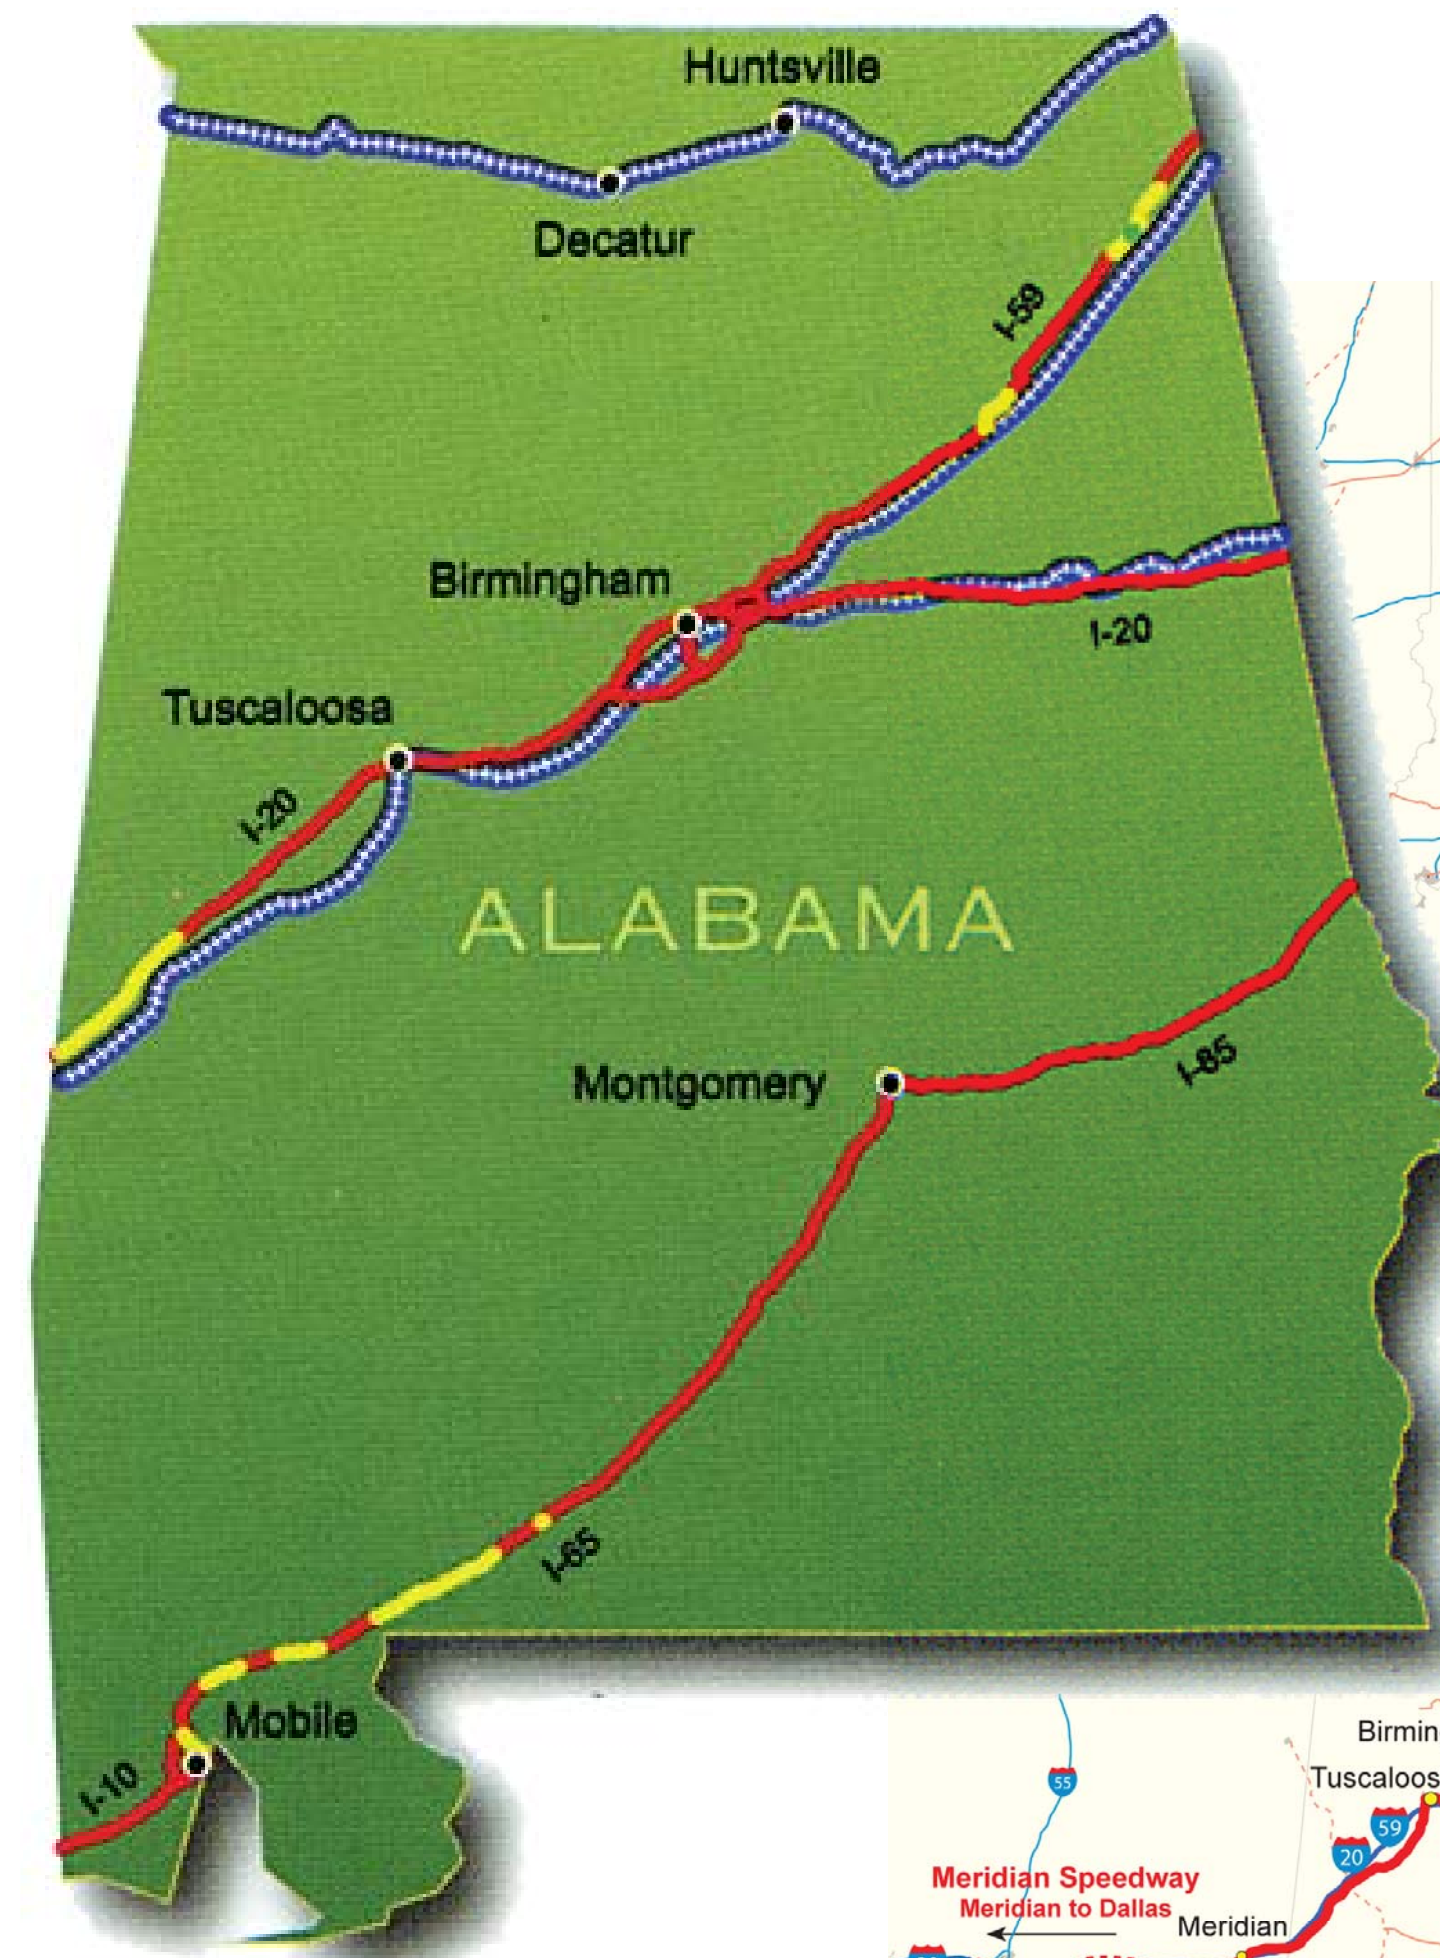 Huntsville
Decatur
I-59
Birmingham
I-20
Tuscaloosa
I-20
ALABAMA
Montgomery
I-85
I-65
Mobile
I-10
Birmin
55
Tuscaloos
59
20
Meridian Speedway
Meridian to Dallas
Meridian